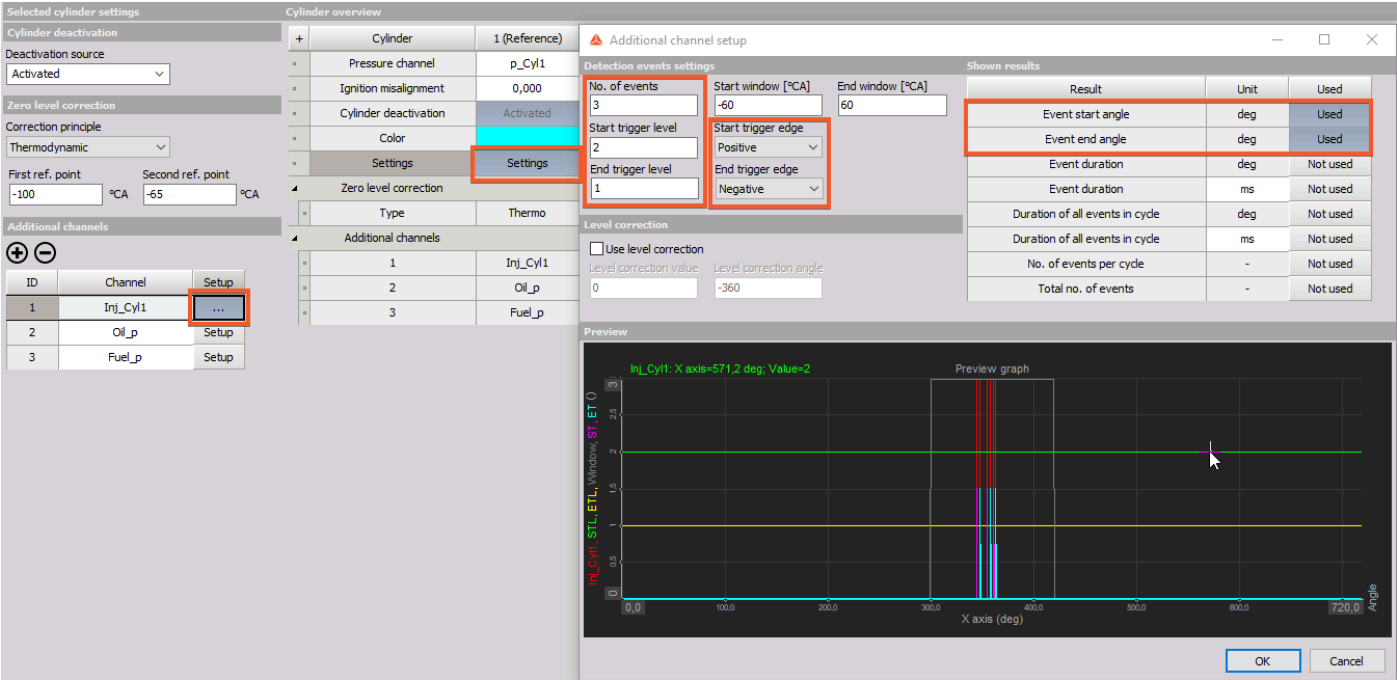 Selected cylinder settings
Cylinder deactivation
Deactivation source
Activated
Zero level correction
Correction principle
Thermodynamic
First ref. point Second ref. point
-100 ºCA -65 ºCA
Additional channels
ID Channel Setup
1 Inj_Cyl1 ...
2 Oil_p Setup
3 Fuel_p Setup
Cylinder overview
+ Cylinder 1 (Reference)
Pressure channel p_Cyl1
Ignition misalignment 0,000
Cylinder deactivation Activated
Color
Settings Settings
Zero level correction
Type Thermo
Additional channels
1 Inj_Cyl1
2 Oil_p
3 Fuel_p
Additional channel setup
Detection events settings
No. of events Start window [ºCA] End window [ºCA]
3 -60 60
Start trigger level Start trigger edge
2 Positive
End trigger level End trigger edge
1 Negative
Level correction
Use level correction
Level correction value Level correction angle
0 -360
Shown results
Result Unit Used
Event start angle deg Used
Event end angle deg Used
Event duration deg Not used
Event duration ms Not used
Duration of all events in cycle deg Not used
Duration of all events in cycle ms Not used
No. of events per cycle - Not used
Total no. of events - Not used
Preview
Inj_Cyl1: X axis=571,2 deg; Value=2 Preview graph
Inj_Cyl1, STL, ETL, Window, ST, ET ()
3
2,5
2
1,5
1
0,5
0
0,0 100,0 200,0 300,0 400,0 500,0 600,0 720,0
X axis (deg)
Angle
OK Cancel